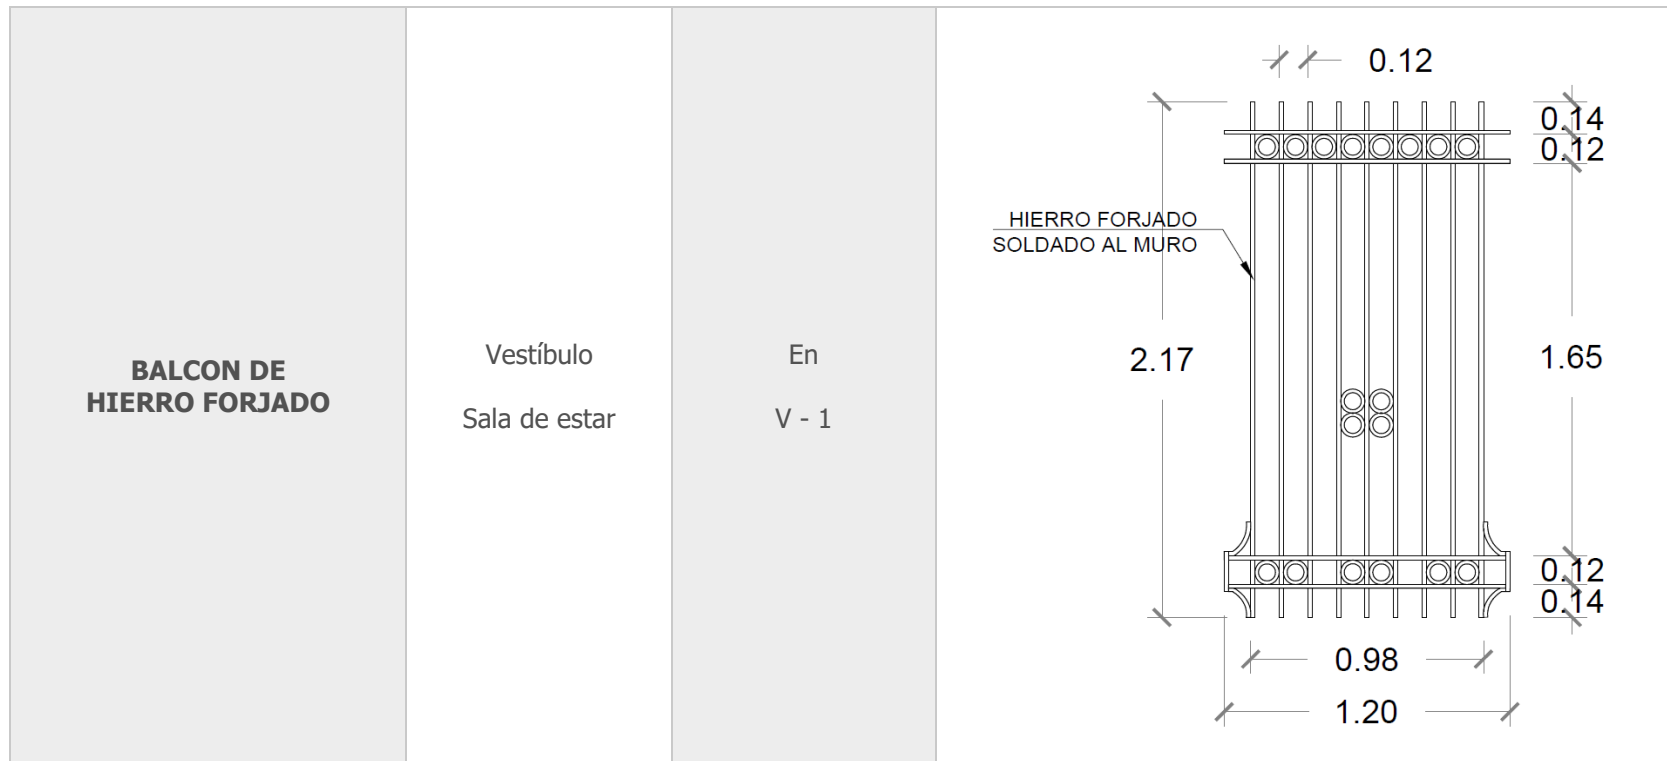 BALCON DE
HIERRO FORJADO
Vestíbulo
Sala de estar
En
V - 1
0.12
0.14
0.12
HIERRO FORJADO
SOLDADO AL MURO
2.17
1.65
0.12
0.14
0.98
1.20